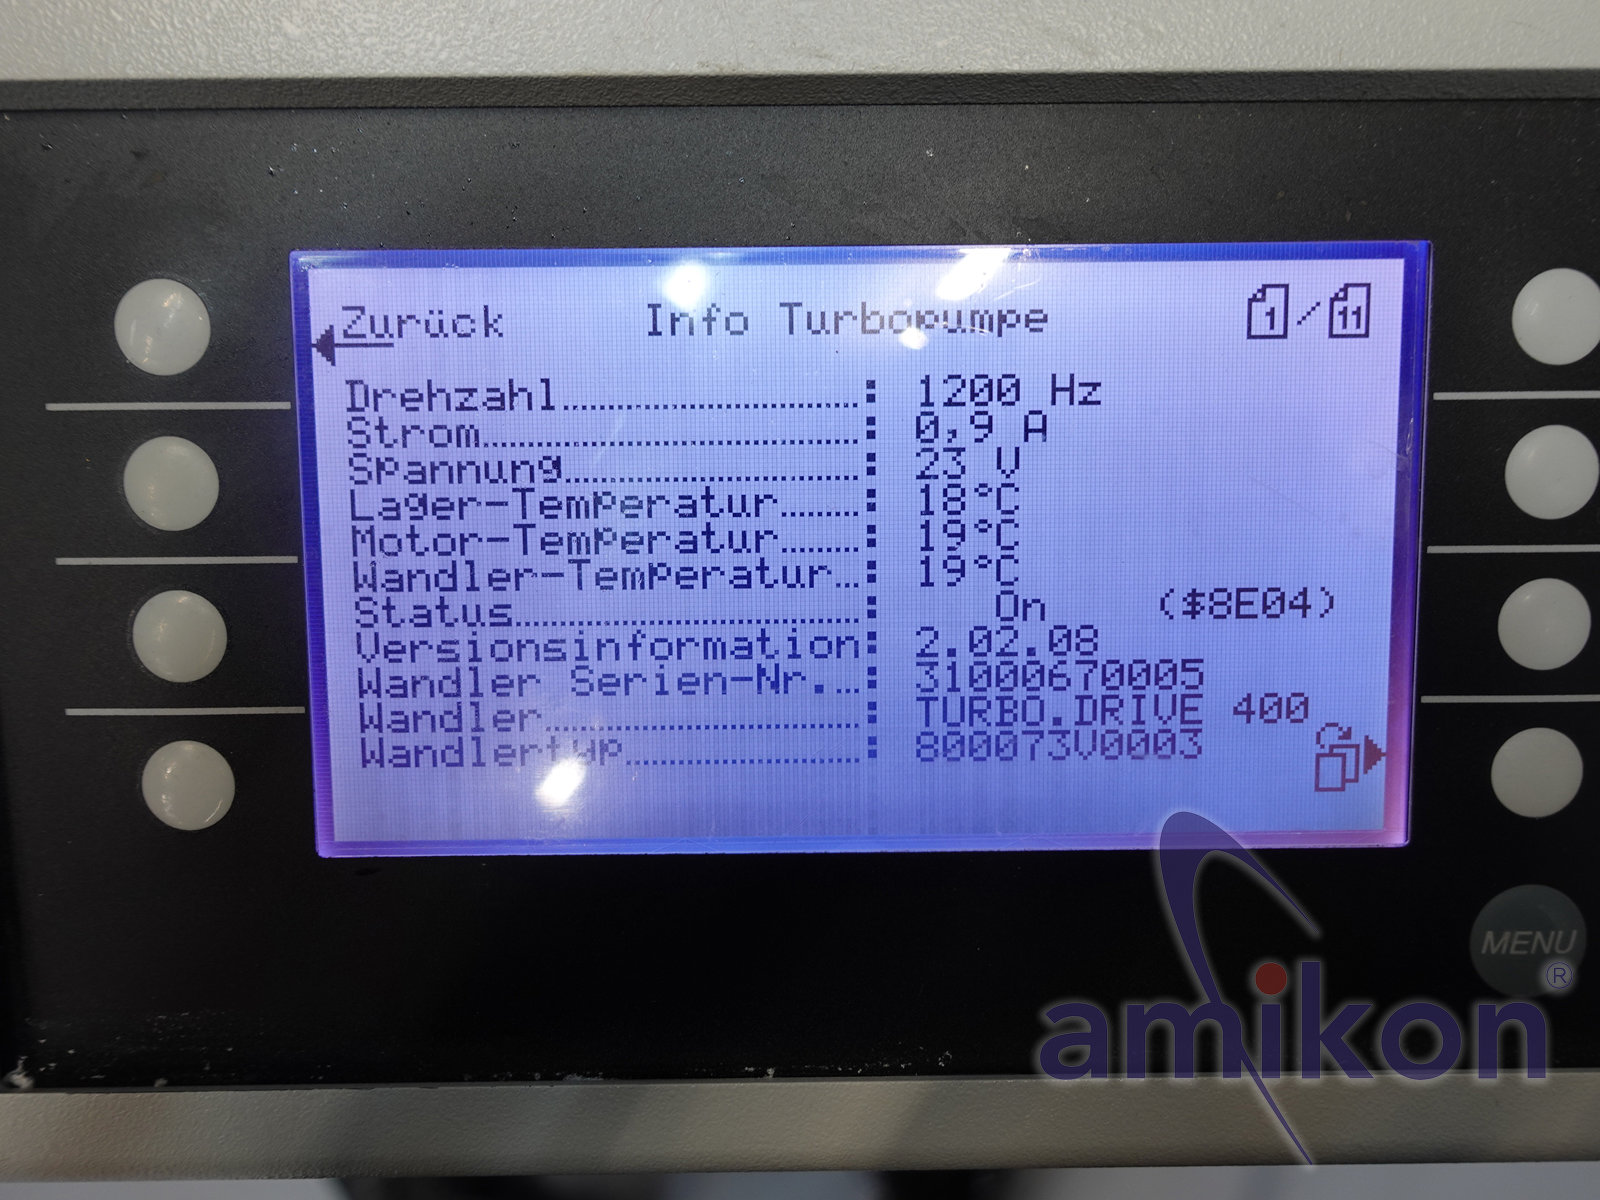 Zurück Info Turbopumpe 1/11
Drehzahl..............................: 1200 Hz
Strom.....................................: 0,9 A
Spannung.............................: 23 V
Lager-Temperatur........: 18°C
Motor-Temperatur........: 19°C
Wandler-Temperatur...: 19°C
Status...................................: On ($8E04)
Versionsinformation: 2.02.08
Wandler Serien-Nr....: 31000670005
Wandler................................: TURBO.DRIVE 400
Wandlertyp........................: 800073V0003
MENU
amikon®